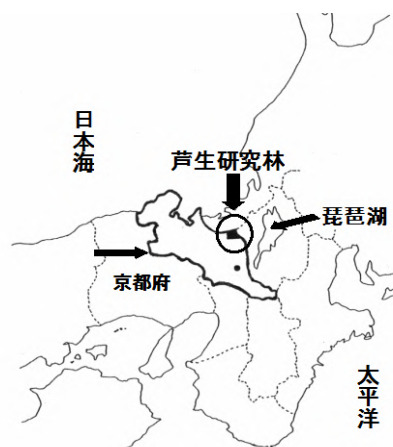 日本海
芦生研究林
琵琶湖
京都府
太平洋